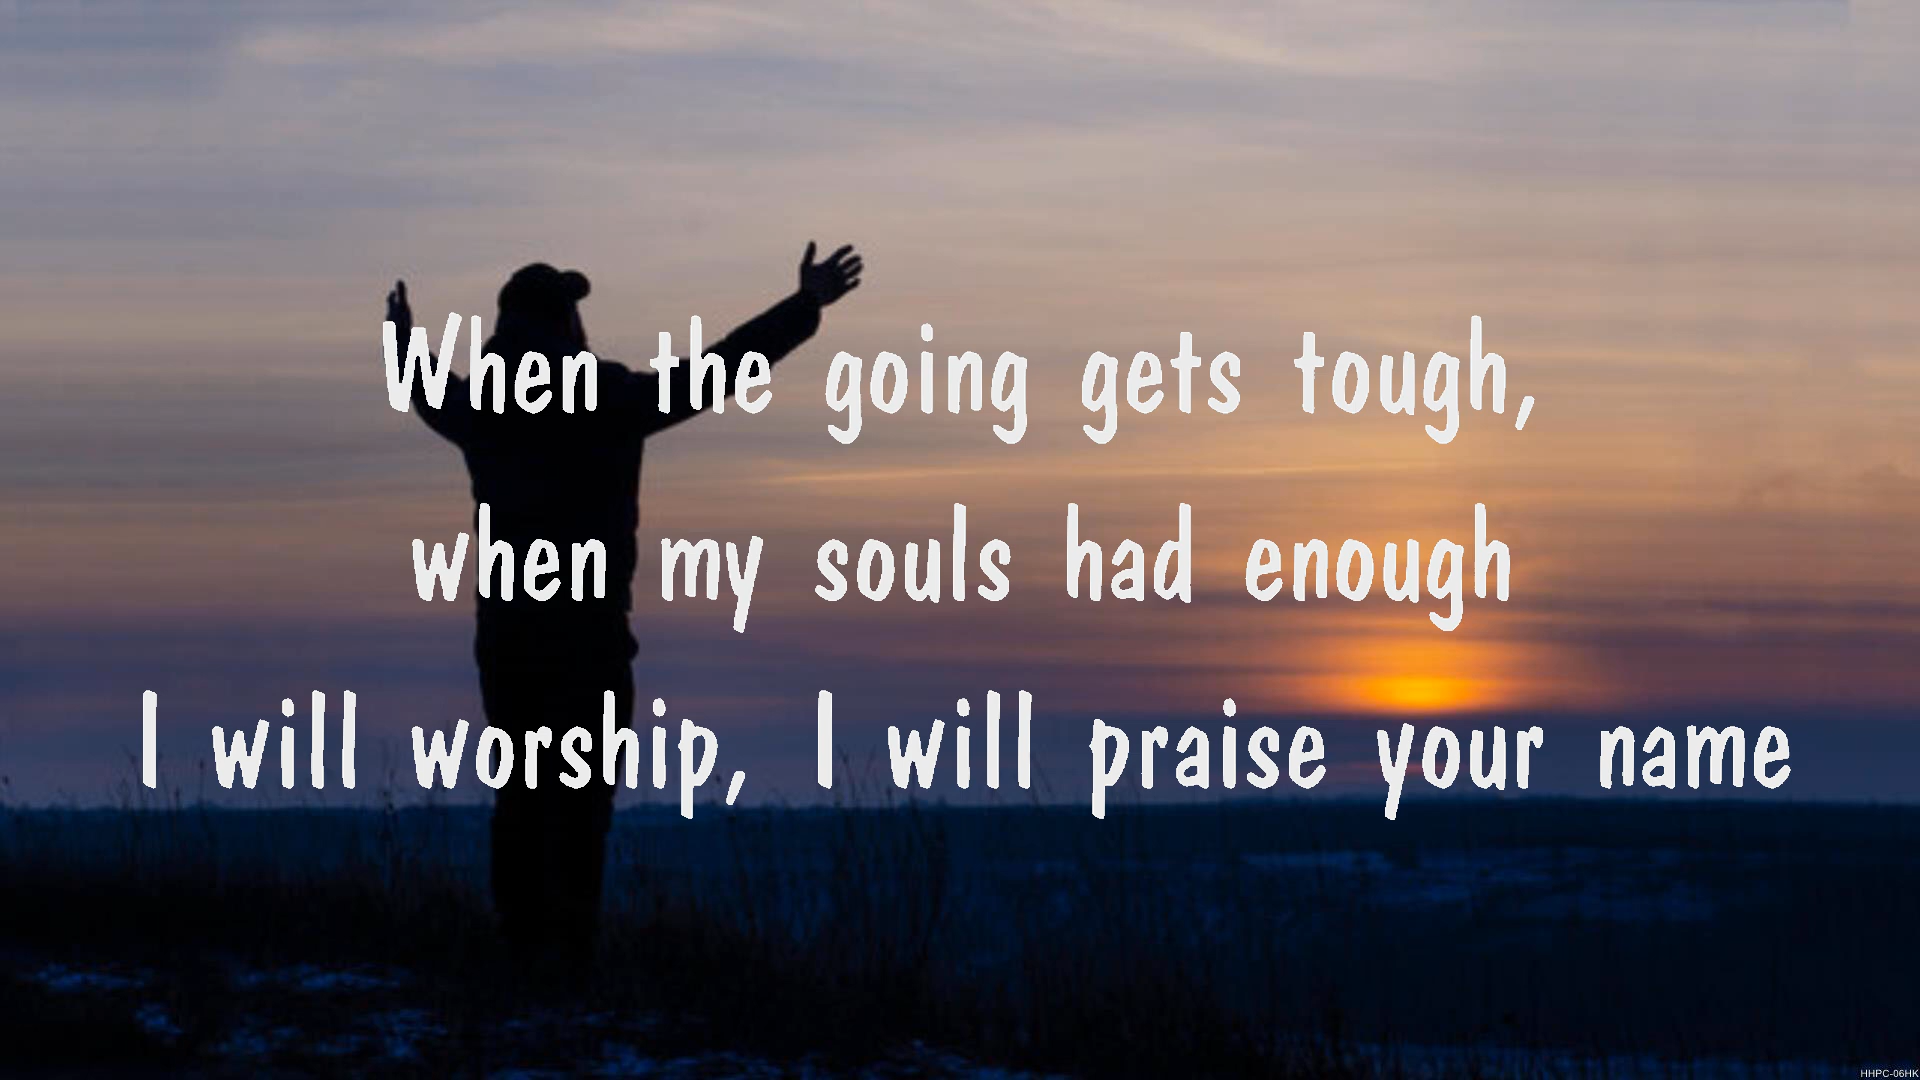 When the going gets tough,
when my souls had enough
I will worship, I will praise your name
HHPC-06HK